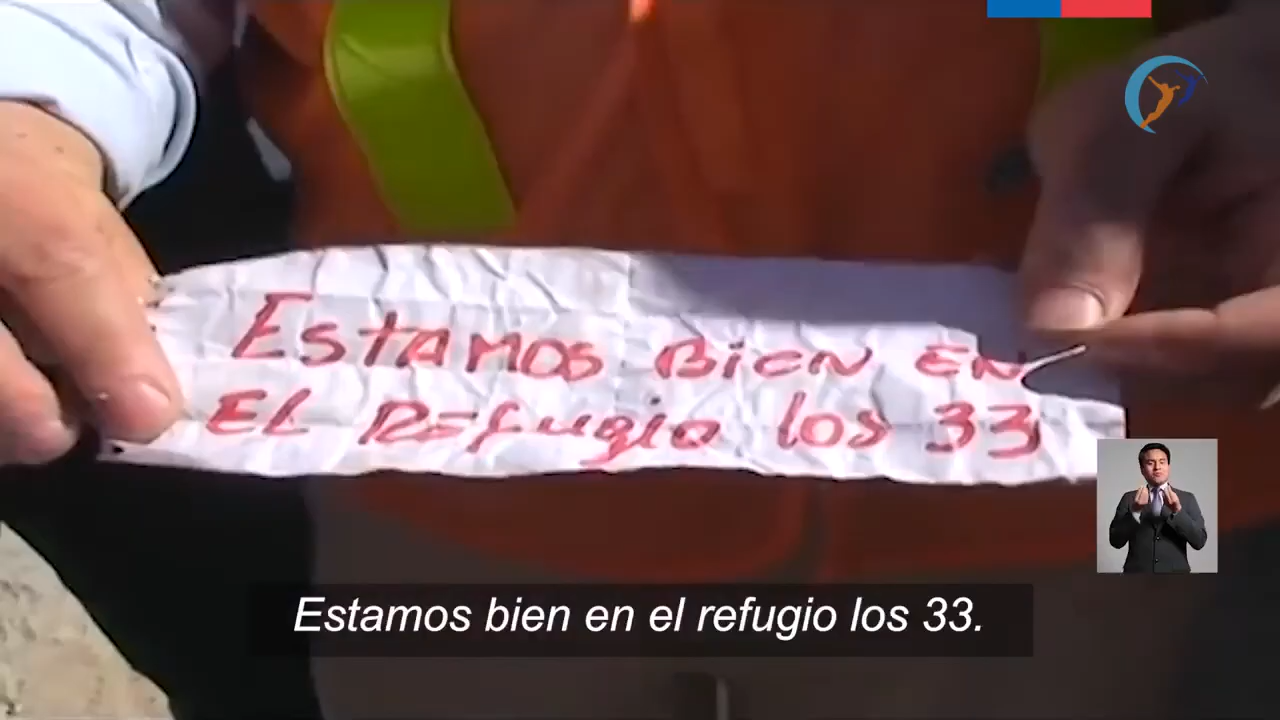 Estamos Bien En
El Refugio los 33
Estamos bien en el refugio los 33.